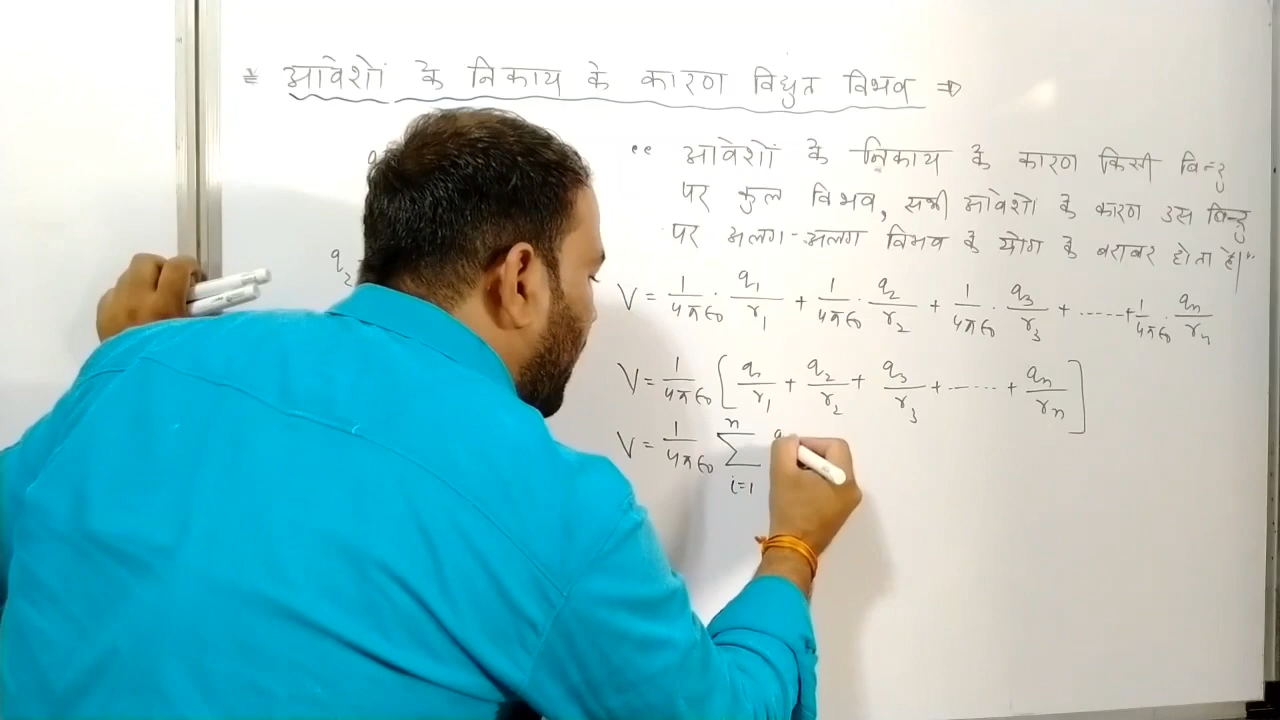 * आवेशों के निकाय के कारण विद्युत विभव ⇒
q
q₂
" आवेशों के निकाय के कारण किसी बिन्दु
पर कुल विभव, सभी आवेशों के कारण उस बिन्दु
पर अलग-अलग विभव के योग के बराबर होता है।"
V = 1/4πε₀ · q₁/r₁ + 1/4πε₀ · q₂/r₂ + 1/4πε₀ · q₃/r₃ + ...... + 1/4πε₀ · qₙ/rₙ
V = 1/4πε₀ [ q₁/r₁ + q₂/r₂ + q₃/r₃ + ...... + qₙ/rₙ ]
V = 1/4πε₀ ∑ⁿᵢ₌₁ q